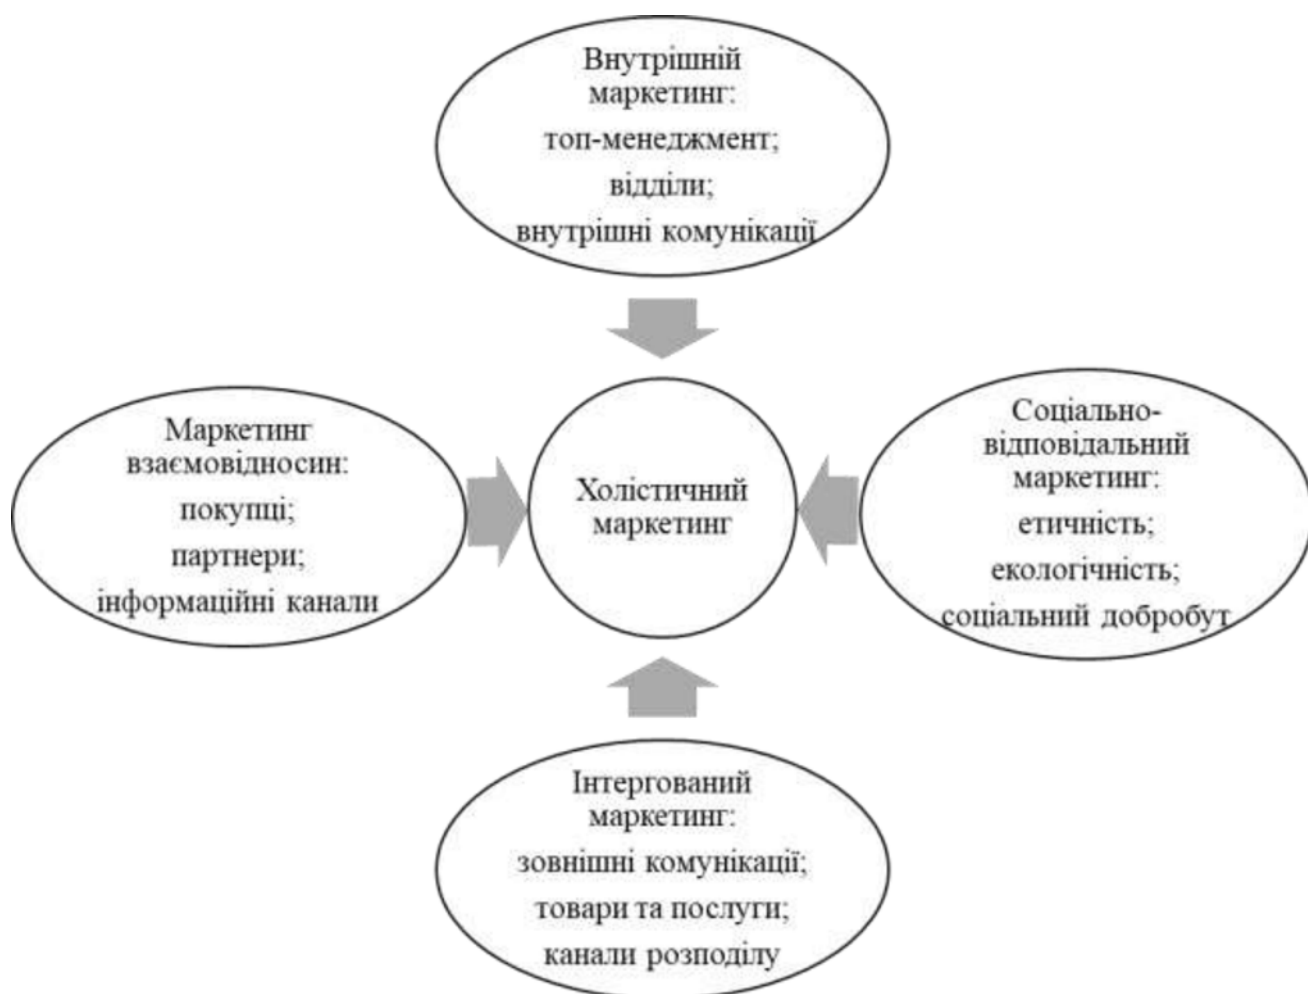 Внутрішній
маркетинг:
топ-менеджмент;
відділи;
внутрішні комунікації
Маркетинг
взаємовідносин:
покупці;
партнери;
інформаційні канали
Холістичний
маркетинг
Соціально-
відповідальний
маркетинг:
етичність;
екологічність;
соціальний добробут
Інтергований
маркетинг:
зовнішні комунікації;
товари та послуги;
канали розподілу